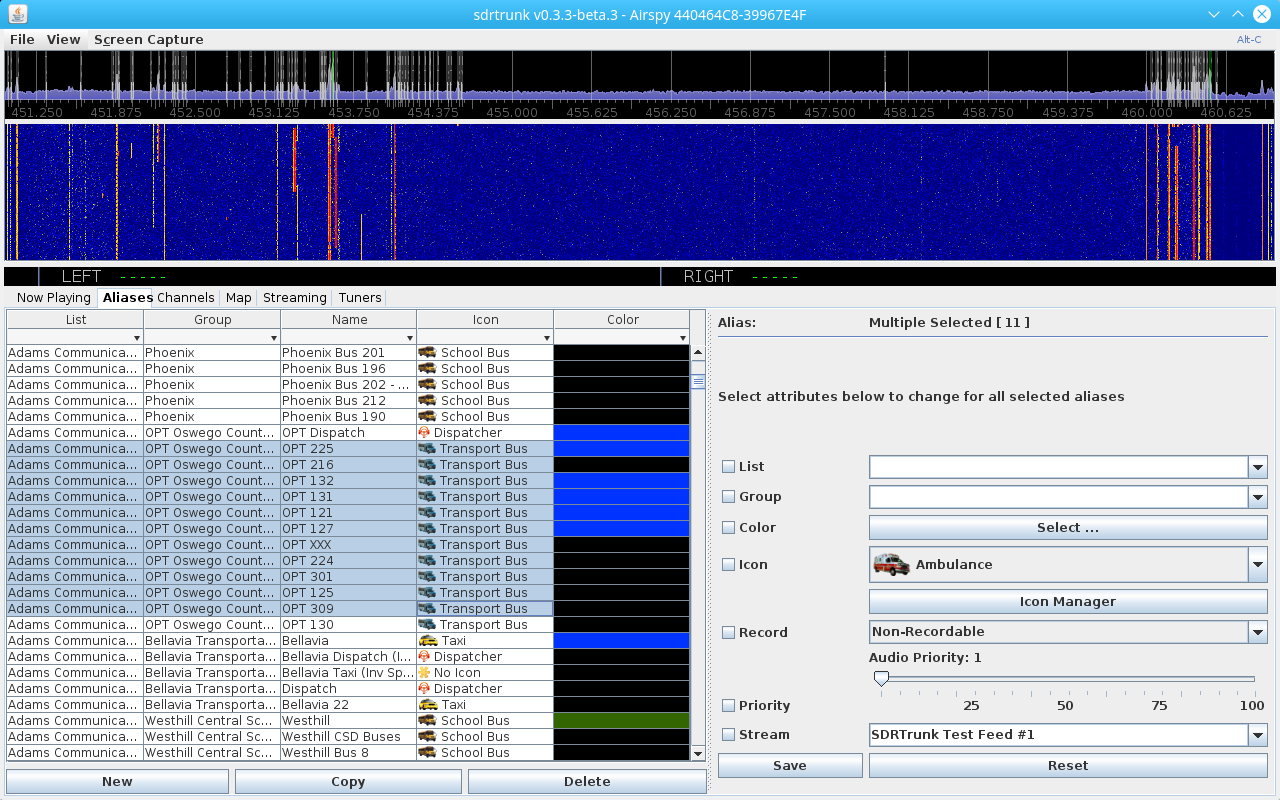 sdrtrunk v0.3.3-beta.3 - Airspy 440464C8-39967E4F
File View Screen Capture Alt-C
451.250 451.875 452.500 453.125 453.750 454.375 455.000 455.625 456.250 456.875 457.500 458.125 458.750 459.375 460.000 460.625
LEFT ----- RIGHT -----
Now Playing Aliases Channels Map Streaming Tuners
List Group Name Icon Color
Adams Communica... Phoenix Phoenix Bus 201 School Bus
Adams Communica... Phoenix Phoenix Bus 196 School Bus
Adams Communica... Phoenix Phoenix Bus 202 - ... School Bus
Adams Communica... Phoenix Phoenix Bus 212 School Bus
Adams Communica... Phoenix Phoenix Bus 190 School Bus
Adams Communica... OPT Oswego Count... OPT Dispatch Dispatcher
Adams Communica... OPT Oswego Count... OPT 225 Transport Bus
Adams Communica... OPT Oswego Count... OPT 216 Transport Bus
Adams Communica... OPT Oswego Count... OPT 132 Transport Bus
Adams Communica... OPT Oswego Count... OPT 131 Transport Bus
Adams Communica... OPT Oswego Count... OPT 121 Transport Bus
Adams Communica... OPT Oswego Count... OPT 127 Transport Bus
Adams Communica... OPT Oswego Count... OPT XXX Transport Bus
Adams Communica... OPT Oswego Count... OPT 224 Transport Bus
Adams Communica... OPT Oswego Count... OPT 301 Transport Bus
Adams Communica... OPT Oswego Count... OPT 125 Transport Bus
Adams Communica... OPT Oswego Count... OPT 309 Transport Bus
Adams Communica... OPT Oswego Count... OPT 130 Transport Bus
Adams Communica... Bellavia Transporta... Bellavia Taxi
Adams Communica... Bellavia Transporta... Bellavia Dispatch (I... Dispatcher
Adams Communica... Bellavia Transporta... Bellavia Taxi (Inv Sp... No Icon
Adams Communica... Bellavia Transporta... Dispatch Dispatcher
Adams Communica... Bellavia Transporta... Bellavia 22 Taxi
Adams Communica... Westhill Central Sc... Westhill School Bus
Adams Communica... Westhill Central Sc... Westhill CSD Buses School Bus
Adams Communica... Westhill Central Sc... Westhill Bus 8 School Bus
New Copy Delete
Alias: Multiple Selected [ 11 ]
Select attributes below to change for all selected aliases
List
Group
Color Select ...
Icon Ambulance
Icon Manager
Record Non-Recordable
Audio Priority: 1
Priority 25 50 75 100
Stream SDRTrunk Test Feed #1
Save Reset